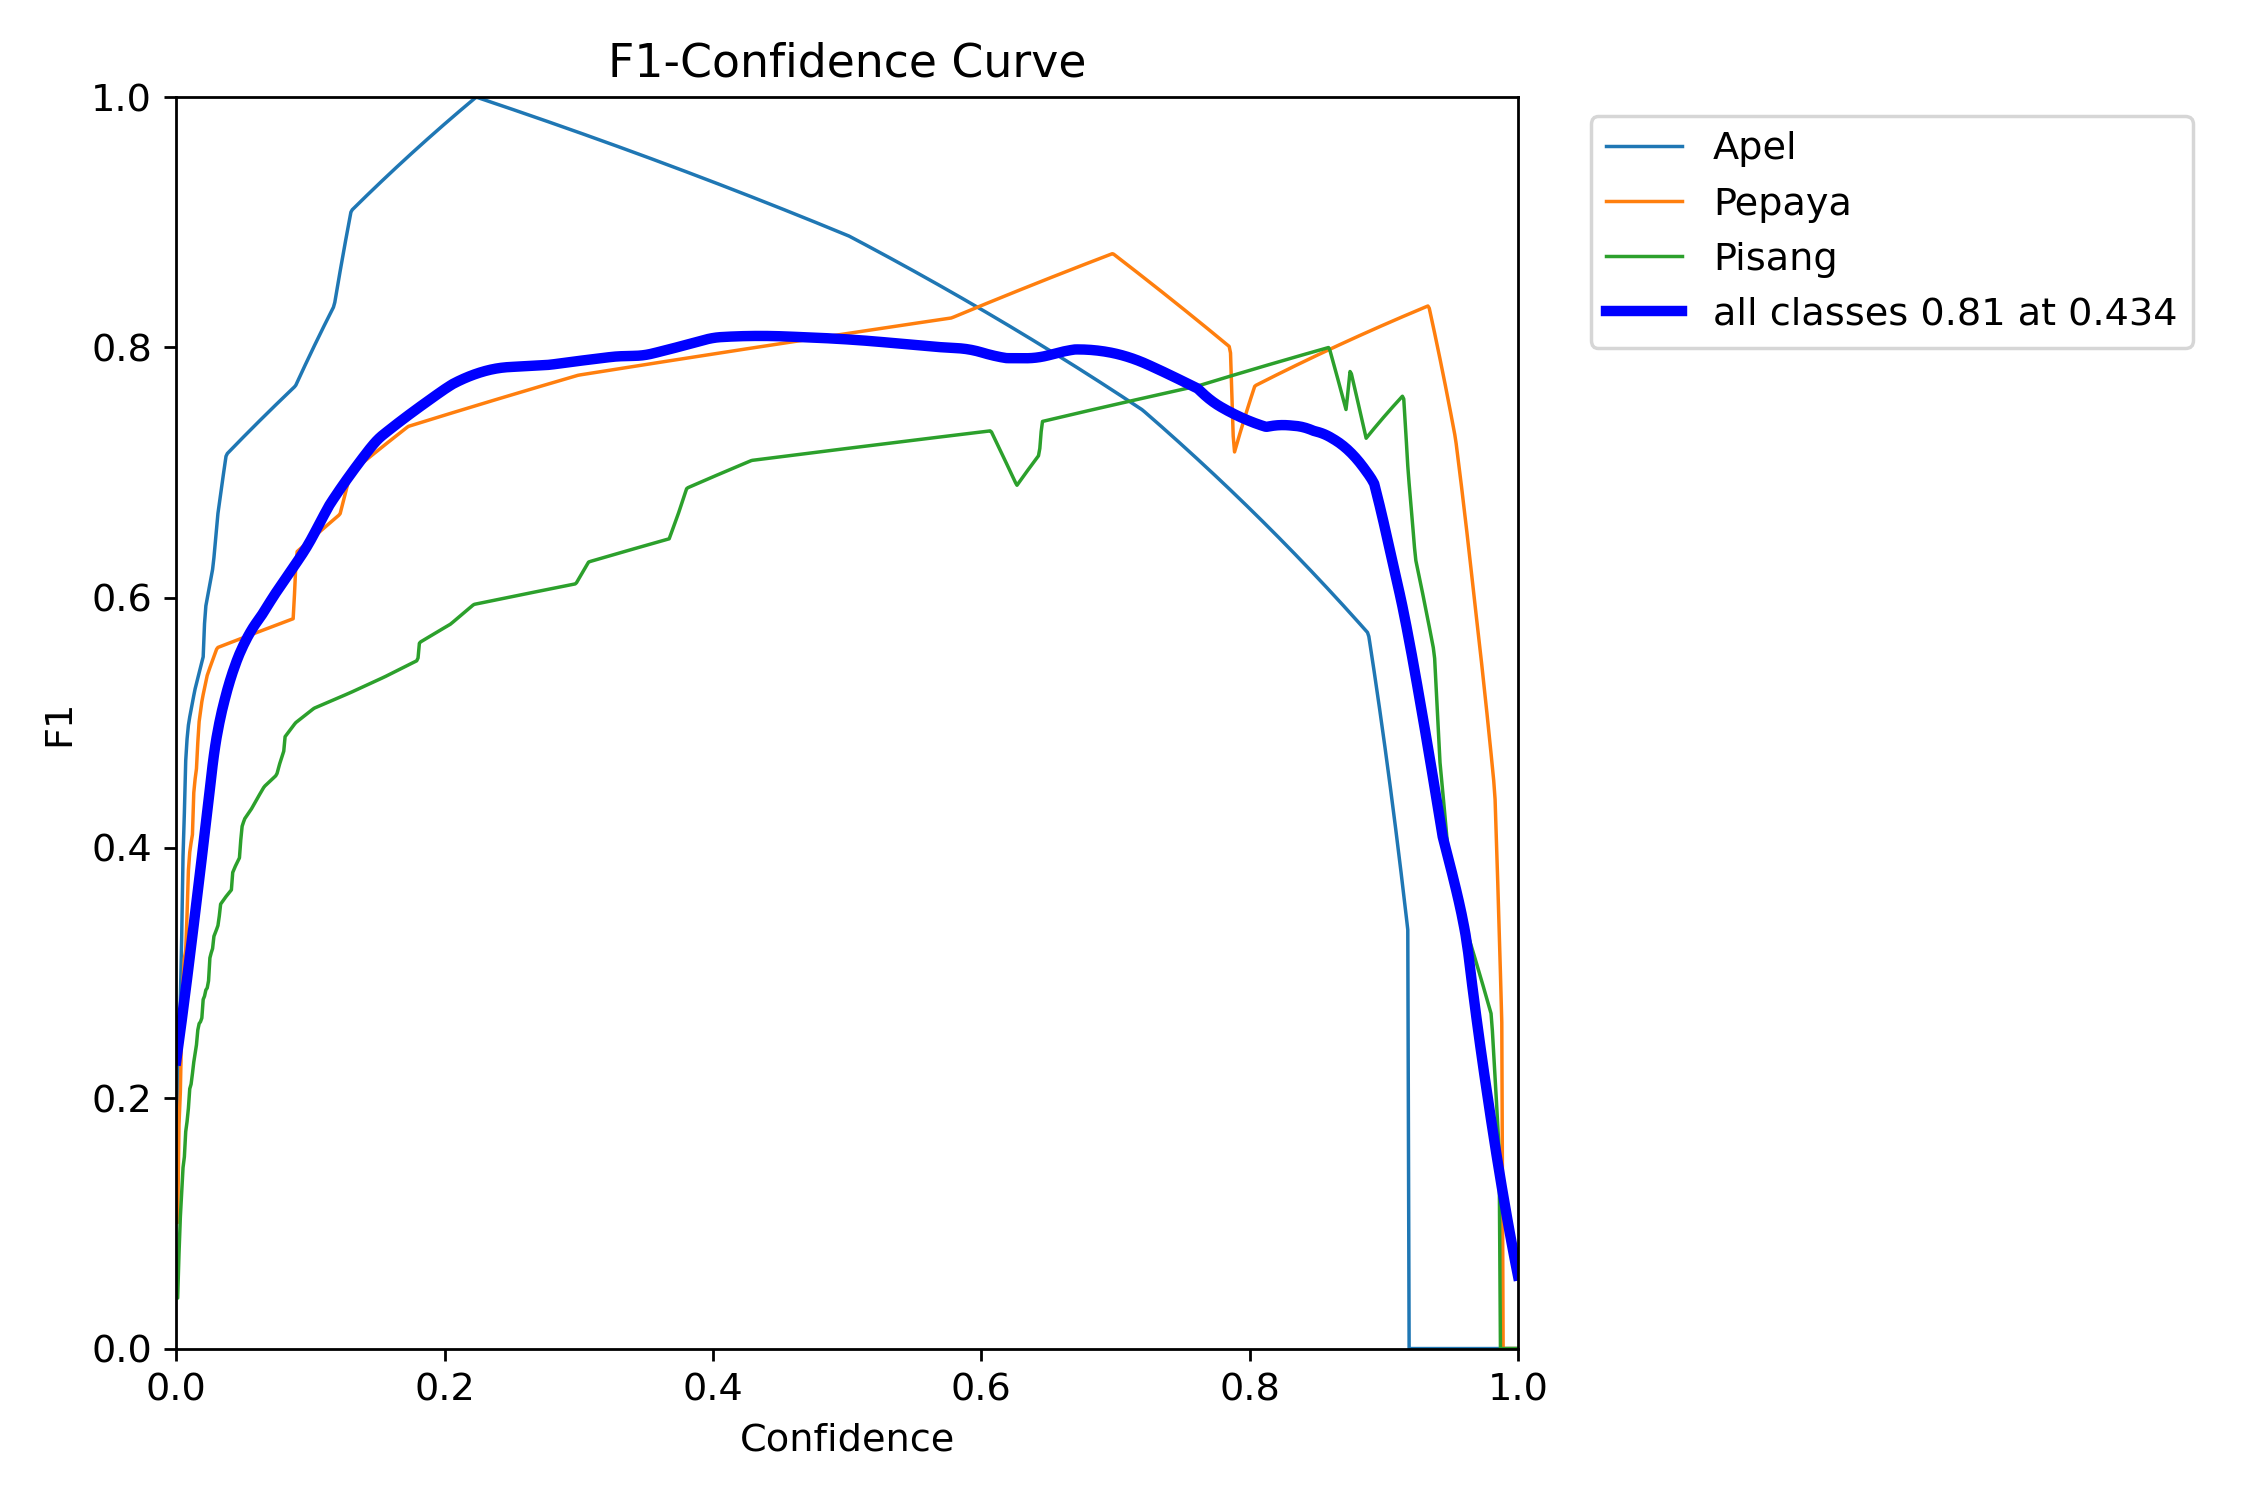 F1-Confidence Curve
1.0
0.8
0.6
0.4
0.2
0.0
F1
0.0 0.2 0.4 0.6 0.8 1.0
Confidence
Apel
Pepaya
Pisang
all classes 0.81 at 0.434